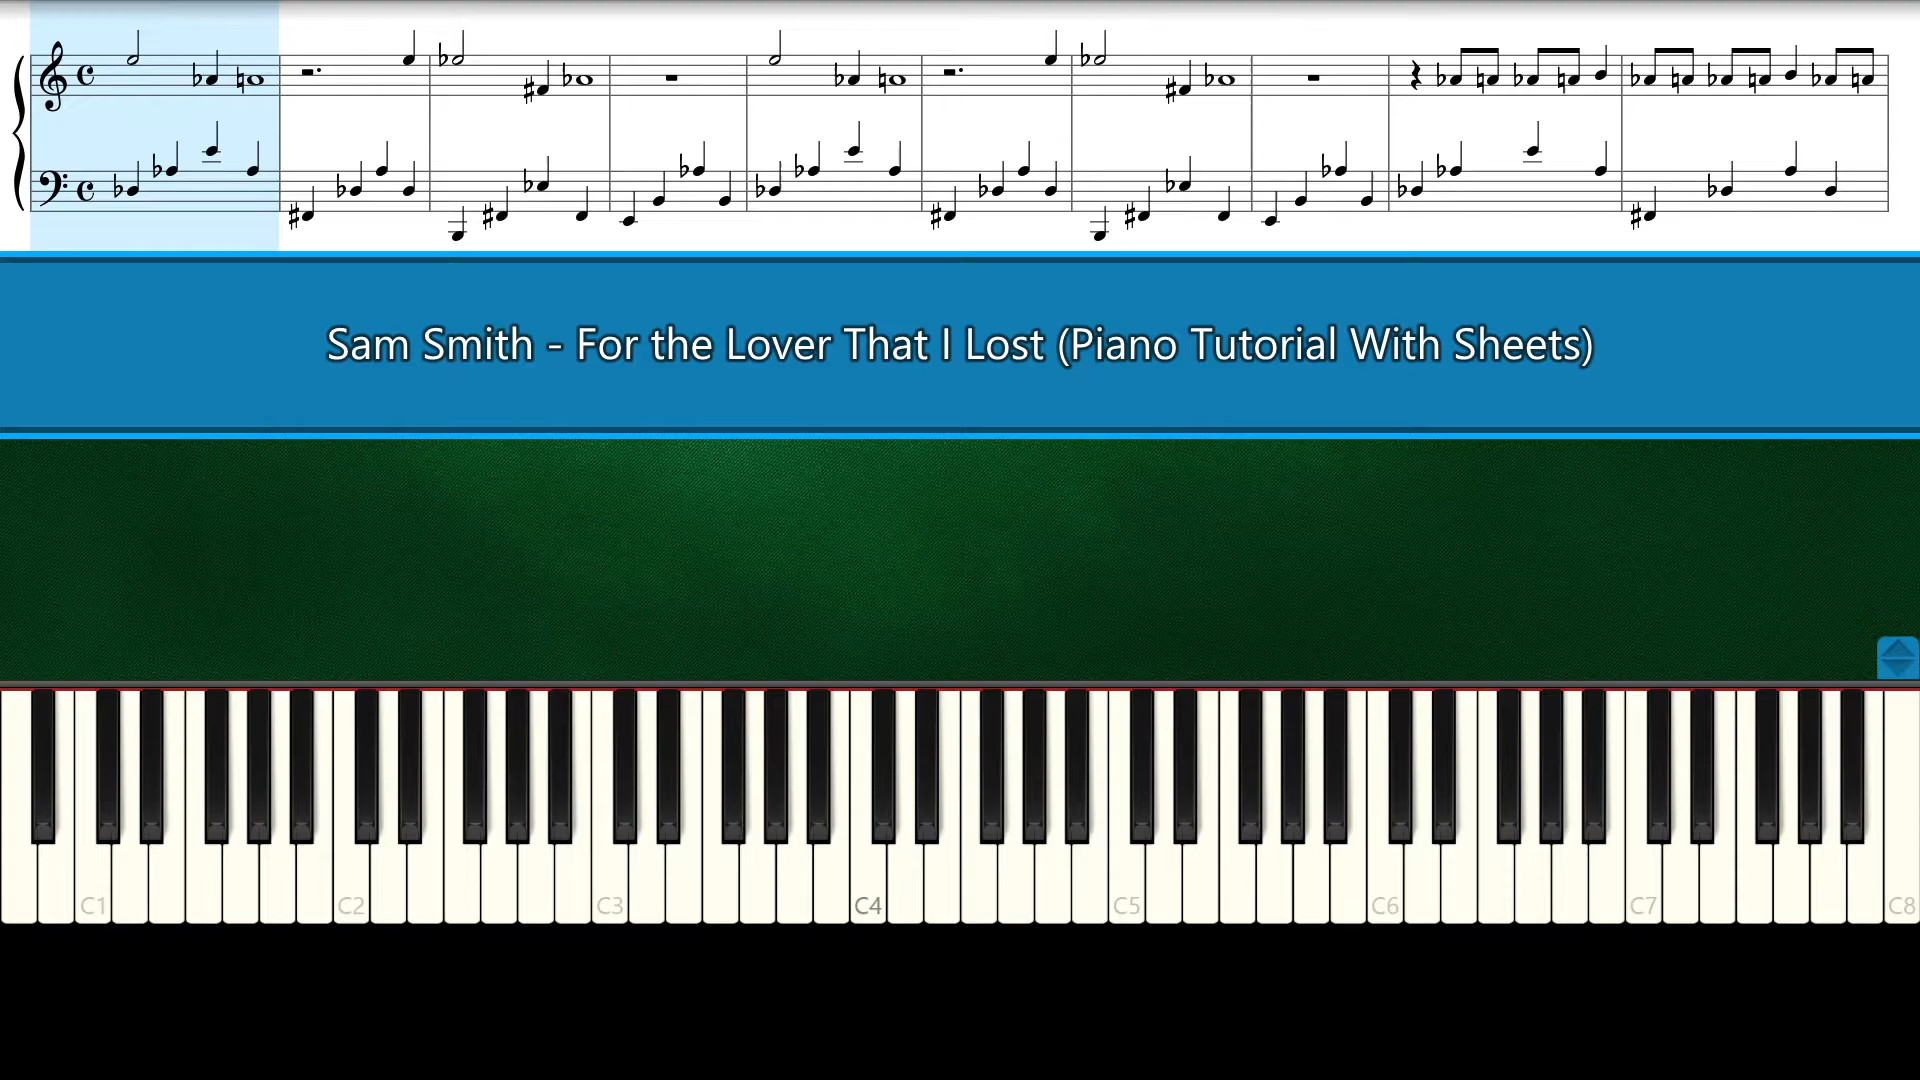 Sam Smith - For the Lover That I Lost (Piano Tutorial With Sheets)
C1 C2 C3 C4 C5 C6 C7 C8